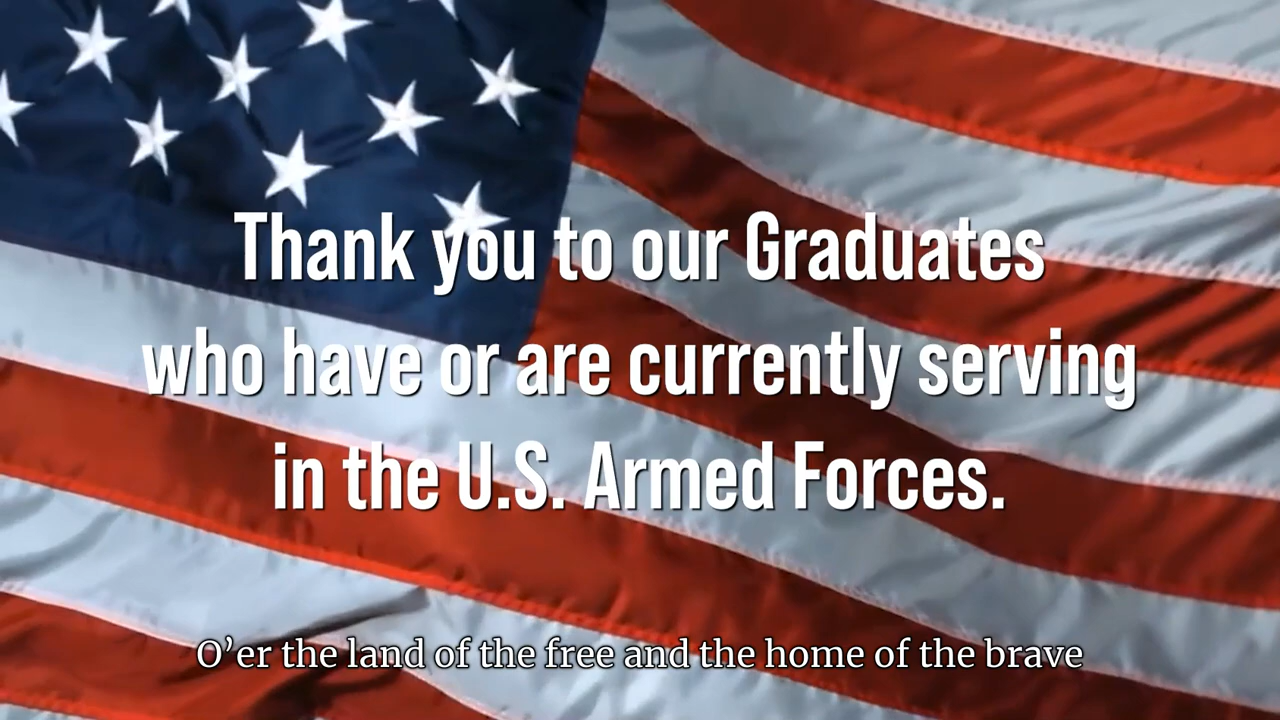 Thank you to our Graduates
who have or are currently serving
in the U.S. Armed Forces.
O’er the land of the free and the home of the brave